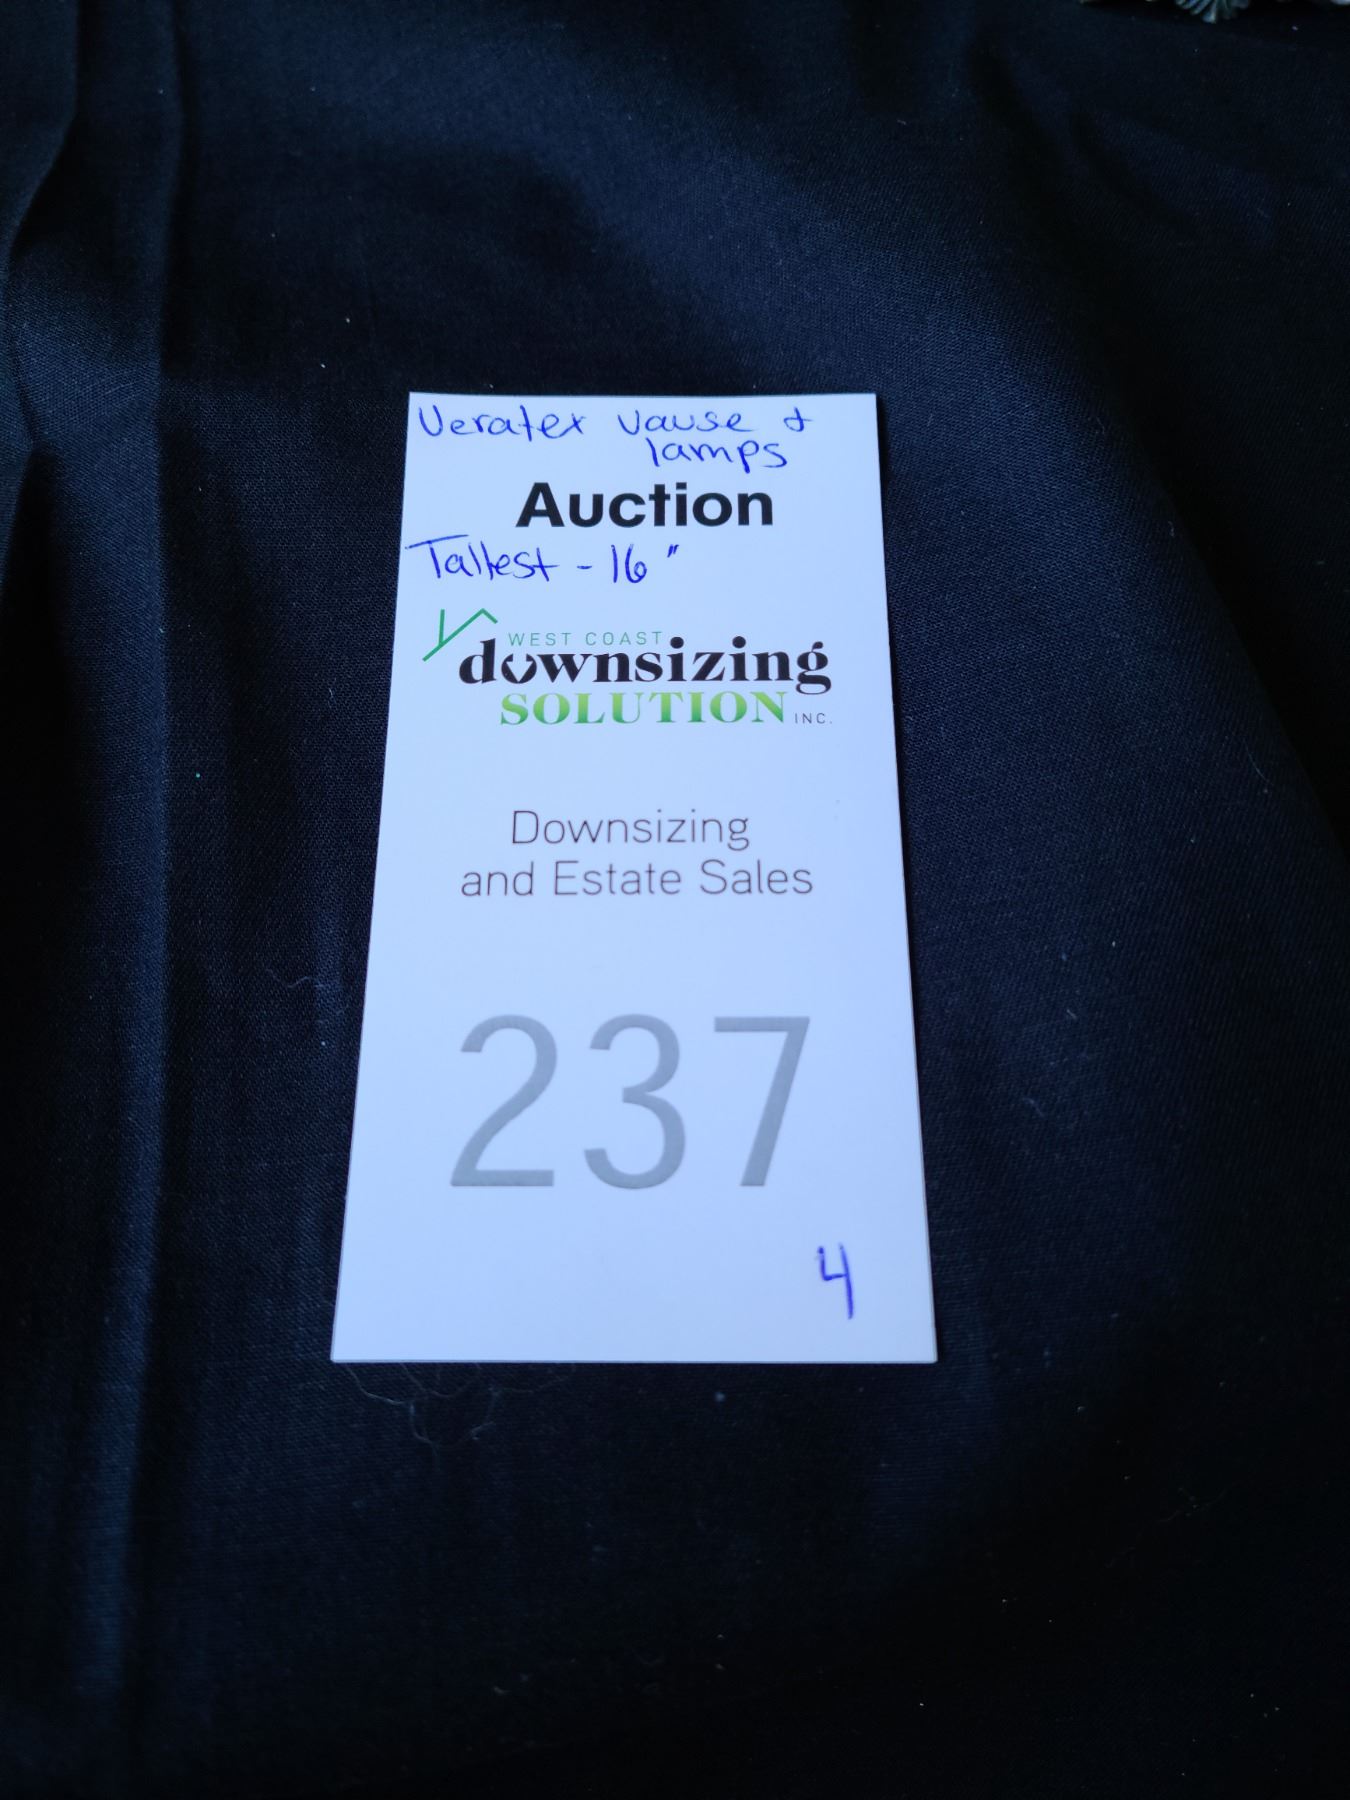 Veratex vause &
lamps
Auction
Tallest - 16"
WEST COAST
downsizing
SOLUTION INC.
Downsizing
and Estate Sales
237
4